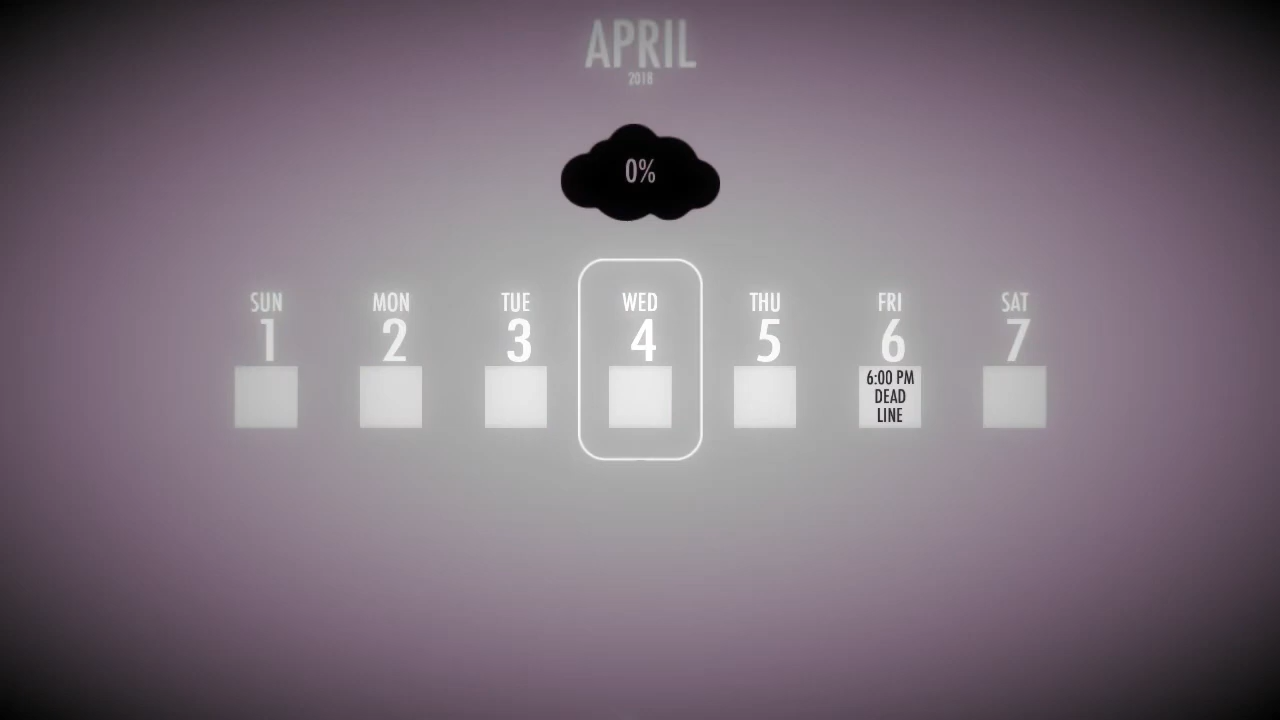 APRIL
2018
0%
SUN MON TUE WED THU FRI SAT
1 2 3 4 5 6 7
6:00 PM
DEAD
LINE